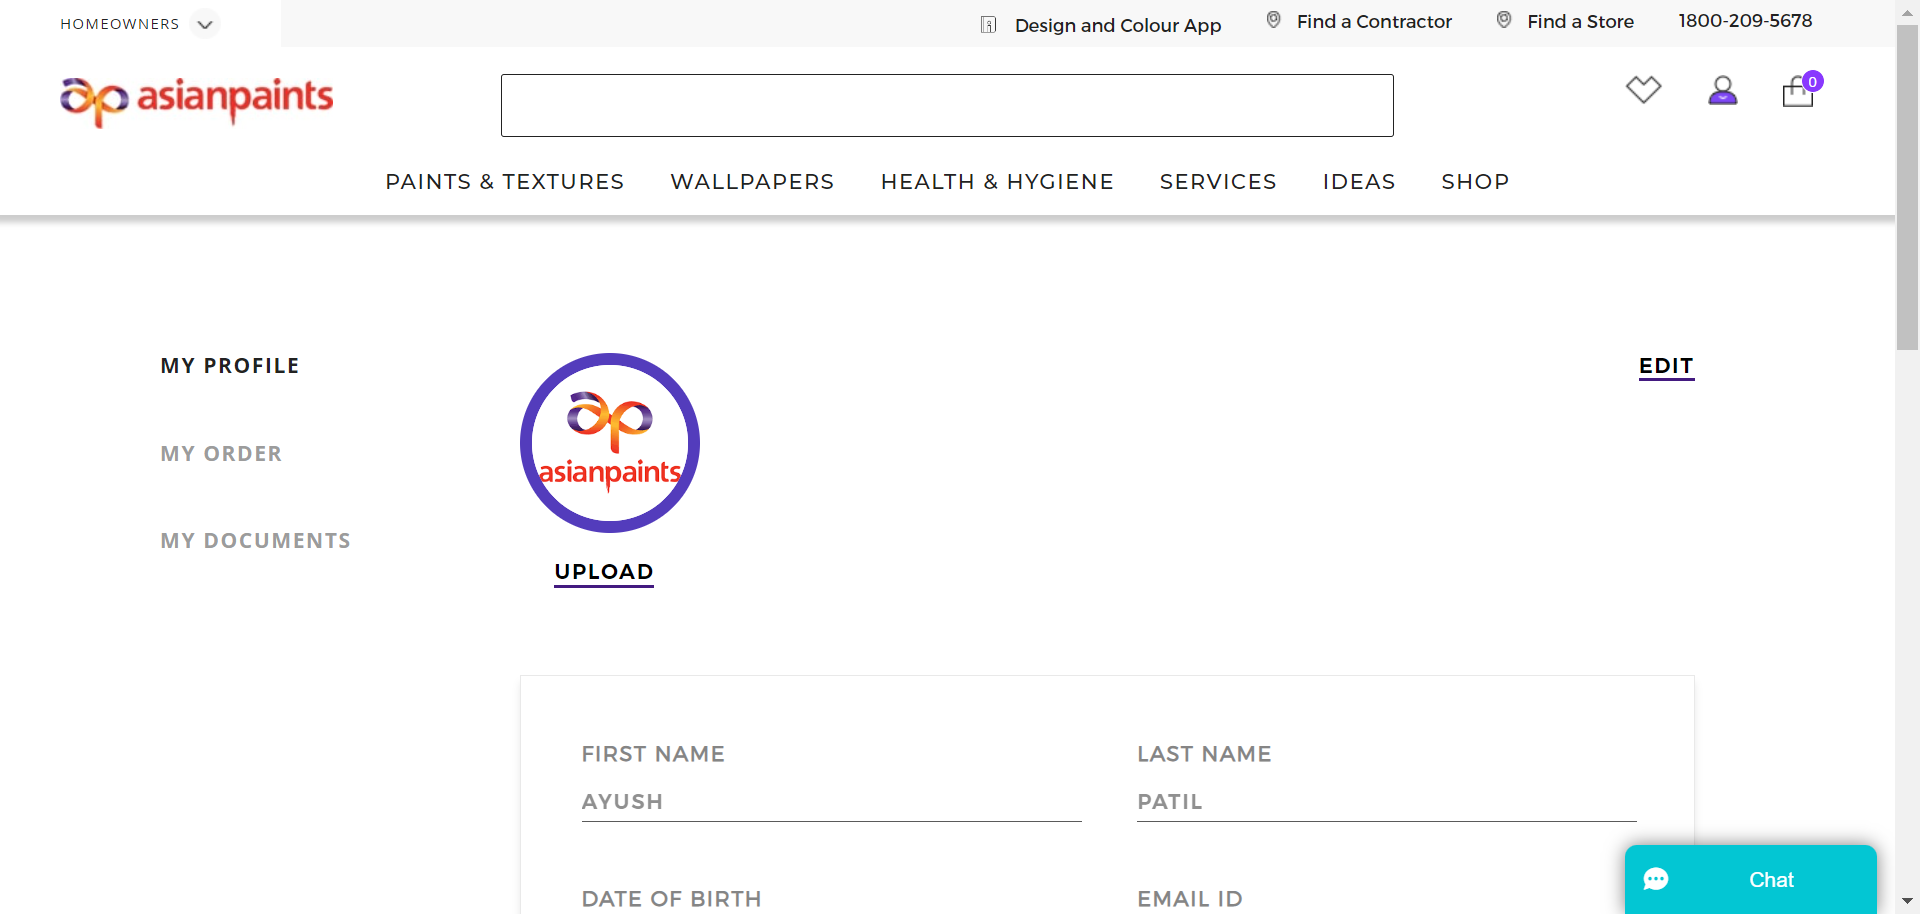 HOMEOWNERS
Design and Colour App
Find a Contractor
Find a Store
1800-209-5678
asianpaints
0
PAINTS & TEXTURES
WALLPAPERS
HEALTH & HYGIENE
SERVICES
IDEAS
SHOP
MY PROFILE
MY ORDER
MY DOCUMENTS
asianpaints
UPLOAD
EDIT
FIRST NAME
AYUSH
LAST NAME
PATIL
DATE OF BIRTH
EMAIL ID
Chat